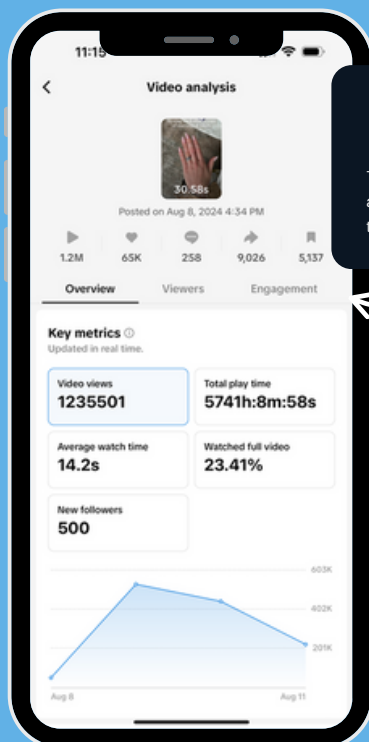 11:15
Video analysis
30.58s
Posted on Aug 8, 2024 4:34 PM
1.2M 65K 258 9,026 5,137
Overview Viewers Engagement
Key metrics
Updated in real time.
Video views
1235501
Total play time
5741h:8m:58s
Average watch time
14.2s
Watched full video
23.41%
New followers
500
603K
402K
201K
Aug 8 Aug 11